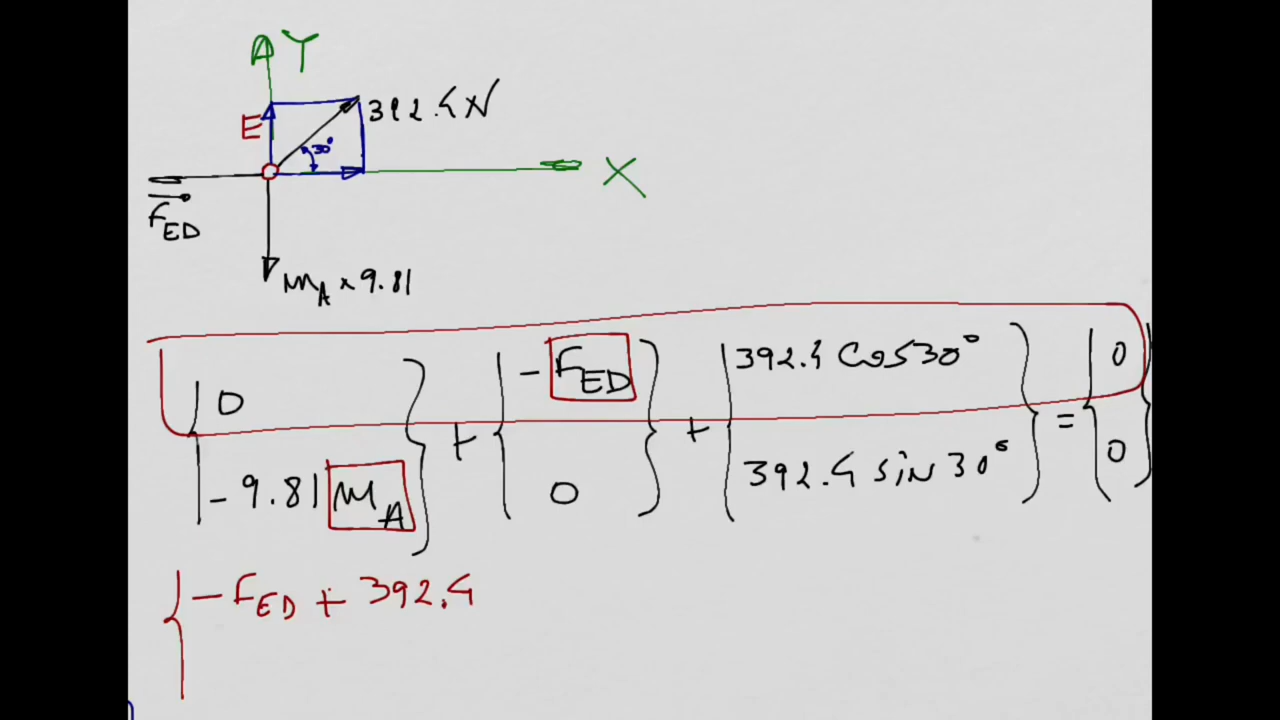 Y
E 392.4 N
30°
X
F_ED
m_A × 9.81
0 - F_ED 392.4 cos30° 0
+ + =
- 9.81 m_A 0 392.4 sin 30° 0
- F_ED + 392.4